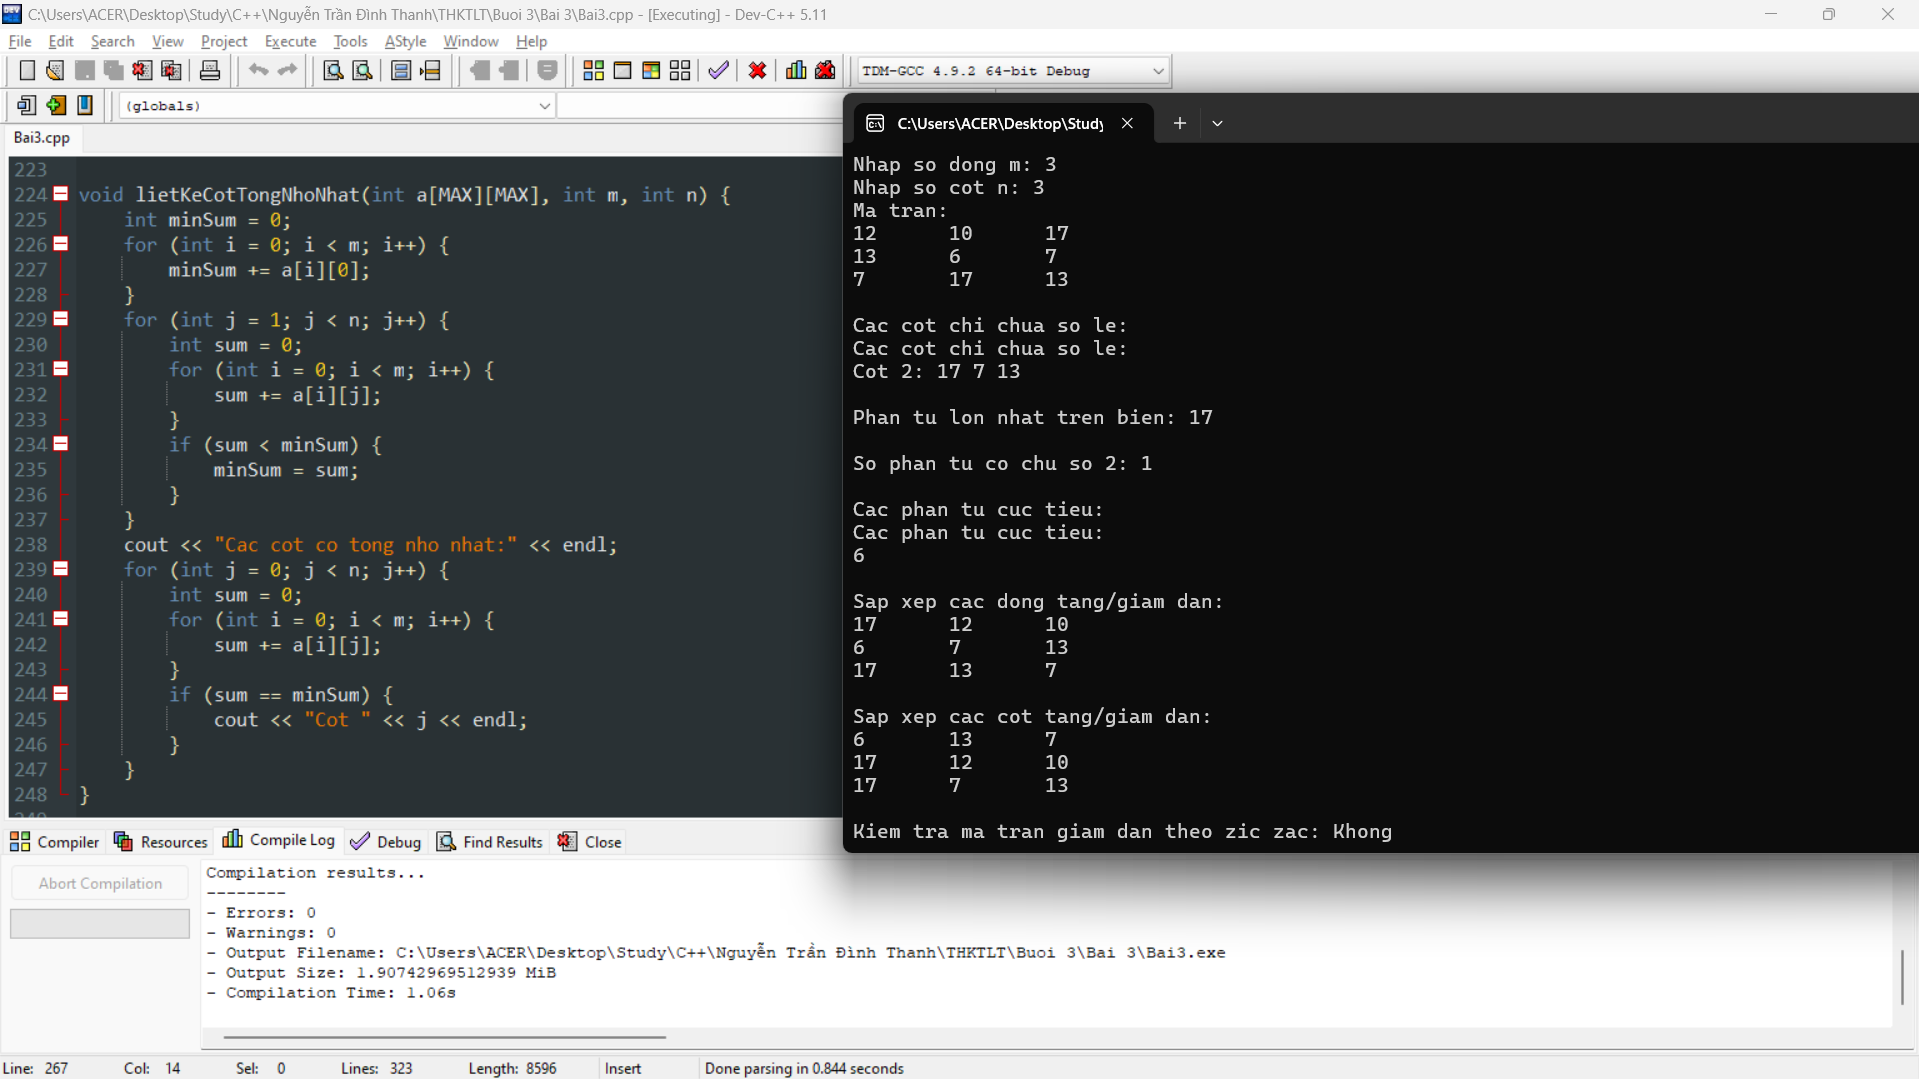 C:\Users\ACER\Desktop\Study\C++\Nguyễn Trần Đình Thanh\THKTLT\Buoi 3\Bai 3\Bai3.cpp - [Executing] - Dev-C++ 5.11
File Edit Search View Project Execute Tools AStyle Window Help
TDM-GCC 4.9.2 64-bit Debug
(globals)
Bai3.cpp
223
224 void lietKeCotTongNhoNhat(int a[MAX][MAX], int m, int n) {
225 int minSum = 0;
226 for (int i = 0; i < m; i++) {
227 minSum += a[i][0];
228 }
229 for (int j = 1; j < n; j++) {
230 int sum = 0;
231 for (int i = 0; i < m; i++) {
232 sum += a[i][j];
233 }
234 if (sum < minSum) {
235 minSum = sum;
236 }
237 }
238 cout << "Cac cot co tong nho nhat:" << endl;
239 for (int j = 0; j < n; j++) {
240 int sum = 0;
241 for (int i = 0; i < m; i++) {
242 sum += a[i][j];
243 }
244 if (sum == minSum) {
245 cout << "Cot " << j << endl;
246 }
247 }
248 }
C:\Users\ACER\Desktop\Study
Nhap so dong m: 3
Nhap so cot n: 3
Ma tran:
12 10 17
13 6 7
7 17 13
Cac cot chi chua so le:
Cac cot chi chua so le:
Cot 2: 17 7 13
Phan tu lon nhat tren bien: 17
So phan tu co chu so 2: 1
Cac phan tu cuc tieu:
Cac phan tu cuc tieu:
6
Sap xep cac dong tang/giam dan:
17 12 10
6 7 13
17 13 7
Sap xep cac cot tang/giam dan:
6 13 7
17 12 10
17 7 13
Kiem tra ma tran giam dan theo zic zac: Khong
Compiler Resources Compile Log Debug Find Results Close
Abort Compilation
Compilation results...
--------
- Errors: 0
- Warnings: 0
- Output Filename: C:\Users\ACER\Desktop\Study\C++\Nguyễn Trần Đình Thanh\THKTLT\Buoi 3\Bai 3\Bai3.exe
- Output Size: 1.90742969512939 MiB
- Compilation Time: 1.06s
Line: 267 Col: 14 Sel: 0 Lines: 323 Length: 8596 Insert Done parsing in 0.844 seconds